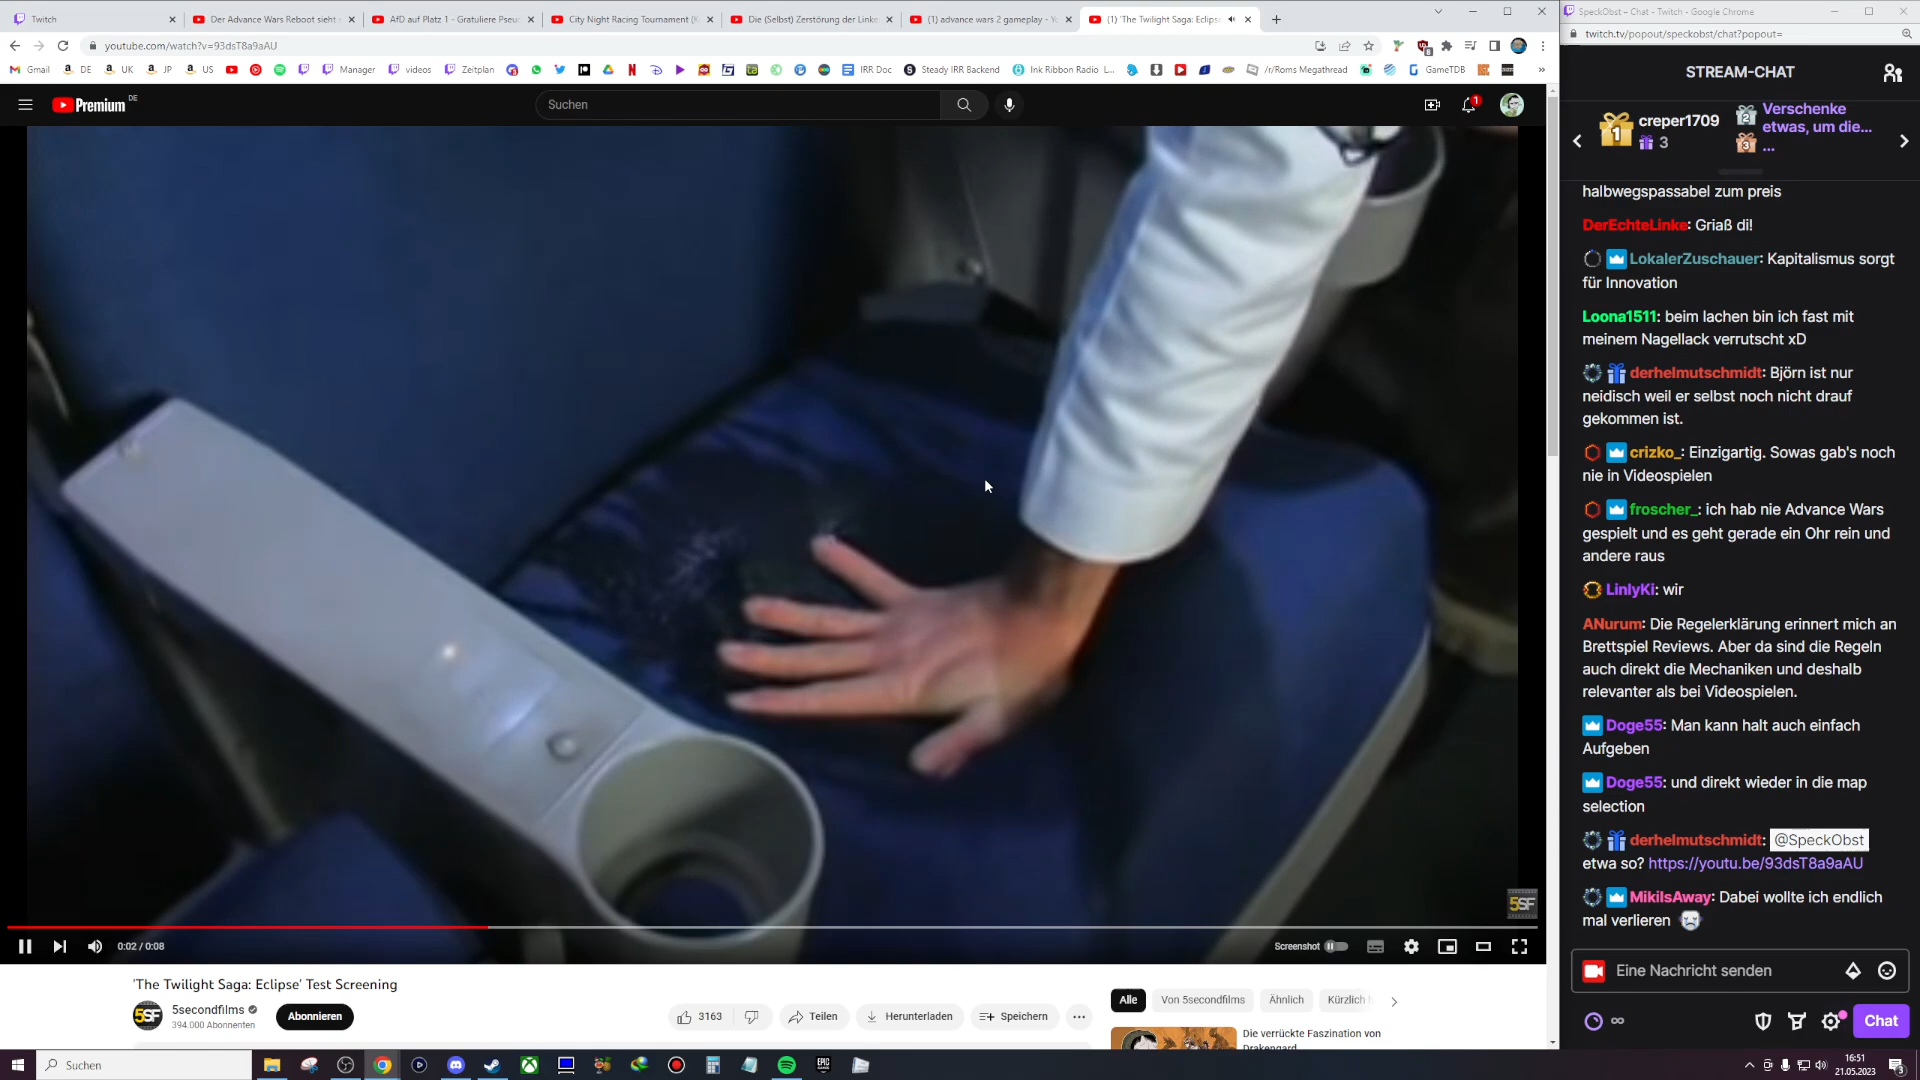 Twitch
Der Advance Wars Reboot sieht
AfD auf Platz 1 - Gratuliere Pseu
City Night Racing Tournament (K
Die (Selbst) Zerstörung der Linke
(1) advance wars 2 gameplay - Yo
(1) 'The Twilight Saga: Eclips
youtube.com/watch?v=93dsT8a9aAU
Gmail
DE
UK
JP
US
Manager
videos
Zeitplan
IRR Doc
Steady IRR Backend
Ink Ribbon Radio L...
/r/Roms Megathread
GameTDB
Premium DE
Suchen
1
5SF
0:02 / 0:08
Screenshot
'The Twilight Saga: Eclipse' Test Screening
5SF
5secondfilms
394.000 Abonnenten
Abonnieren
3163
Teilen
Herunterladen
Speichern
Alle
Von 5secondfilms
Ähnlich
Kürzlich
Die verrückte Faszination von
Drakengard
SpeckObst – Chat - Twitch - Google Chrome
twitch.tv/popout/speckobst/chat?popout=
STREAM-CHAT
1
creper1709
3
2
3
Verschenke
etwas, um die...
...
halbwegspassabel zum preis
DerEchteLinke: Griaß di!
LokalerZuschauer: Kapitalismus sorgt
für Innovation
Loona1511: beim lachen bin ich fast mit
meinem Nagellack verrutscht xD
derhelmutschmidt: Björn ist nur
neidisch weil er selbst noch nicht drauf
gekommen ist.
crizko_: Einzigartig. Sowas gab's noch
nie in Videospielen
froscher_: ich hab nie Advance Wars
gespielt und es geht gerade ein Ohr rein und
andere raus
LinlyKi: wir
ANurum: Die Regelerklärung erinnert mich an
Brettspiel Reviews. Aber da sind die Regeln
auch direkt die Mechaniken und deshalb
relevanter als bei Videospielen.
Doge55: Man kann halt auch einfach
Aufgeben
Doge55: und direkt wieder in die map
selection
derhelmutschmidt: @SpeckObst
etwa so? https://youtu.be/93dsT8a9aAU
MikilsAway: Dabei wollte ich endlich
mal verlieren
Eine Nachricht senden
Chat
Suchen
EPIC
16:51
21.05.2023
3